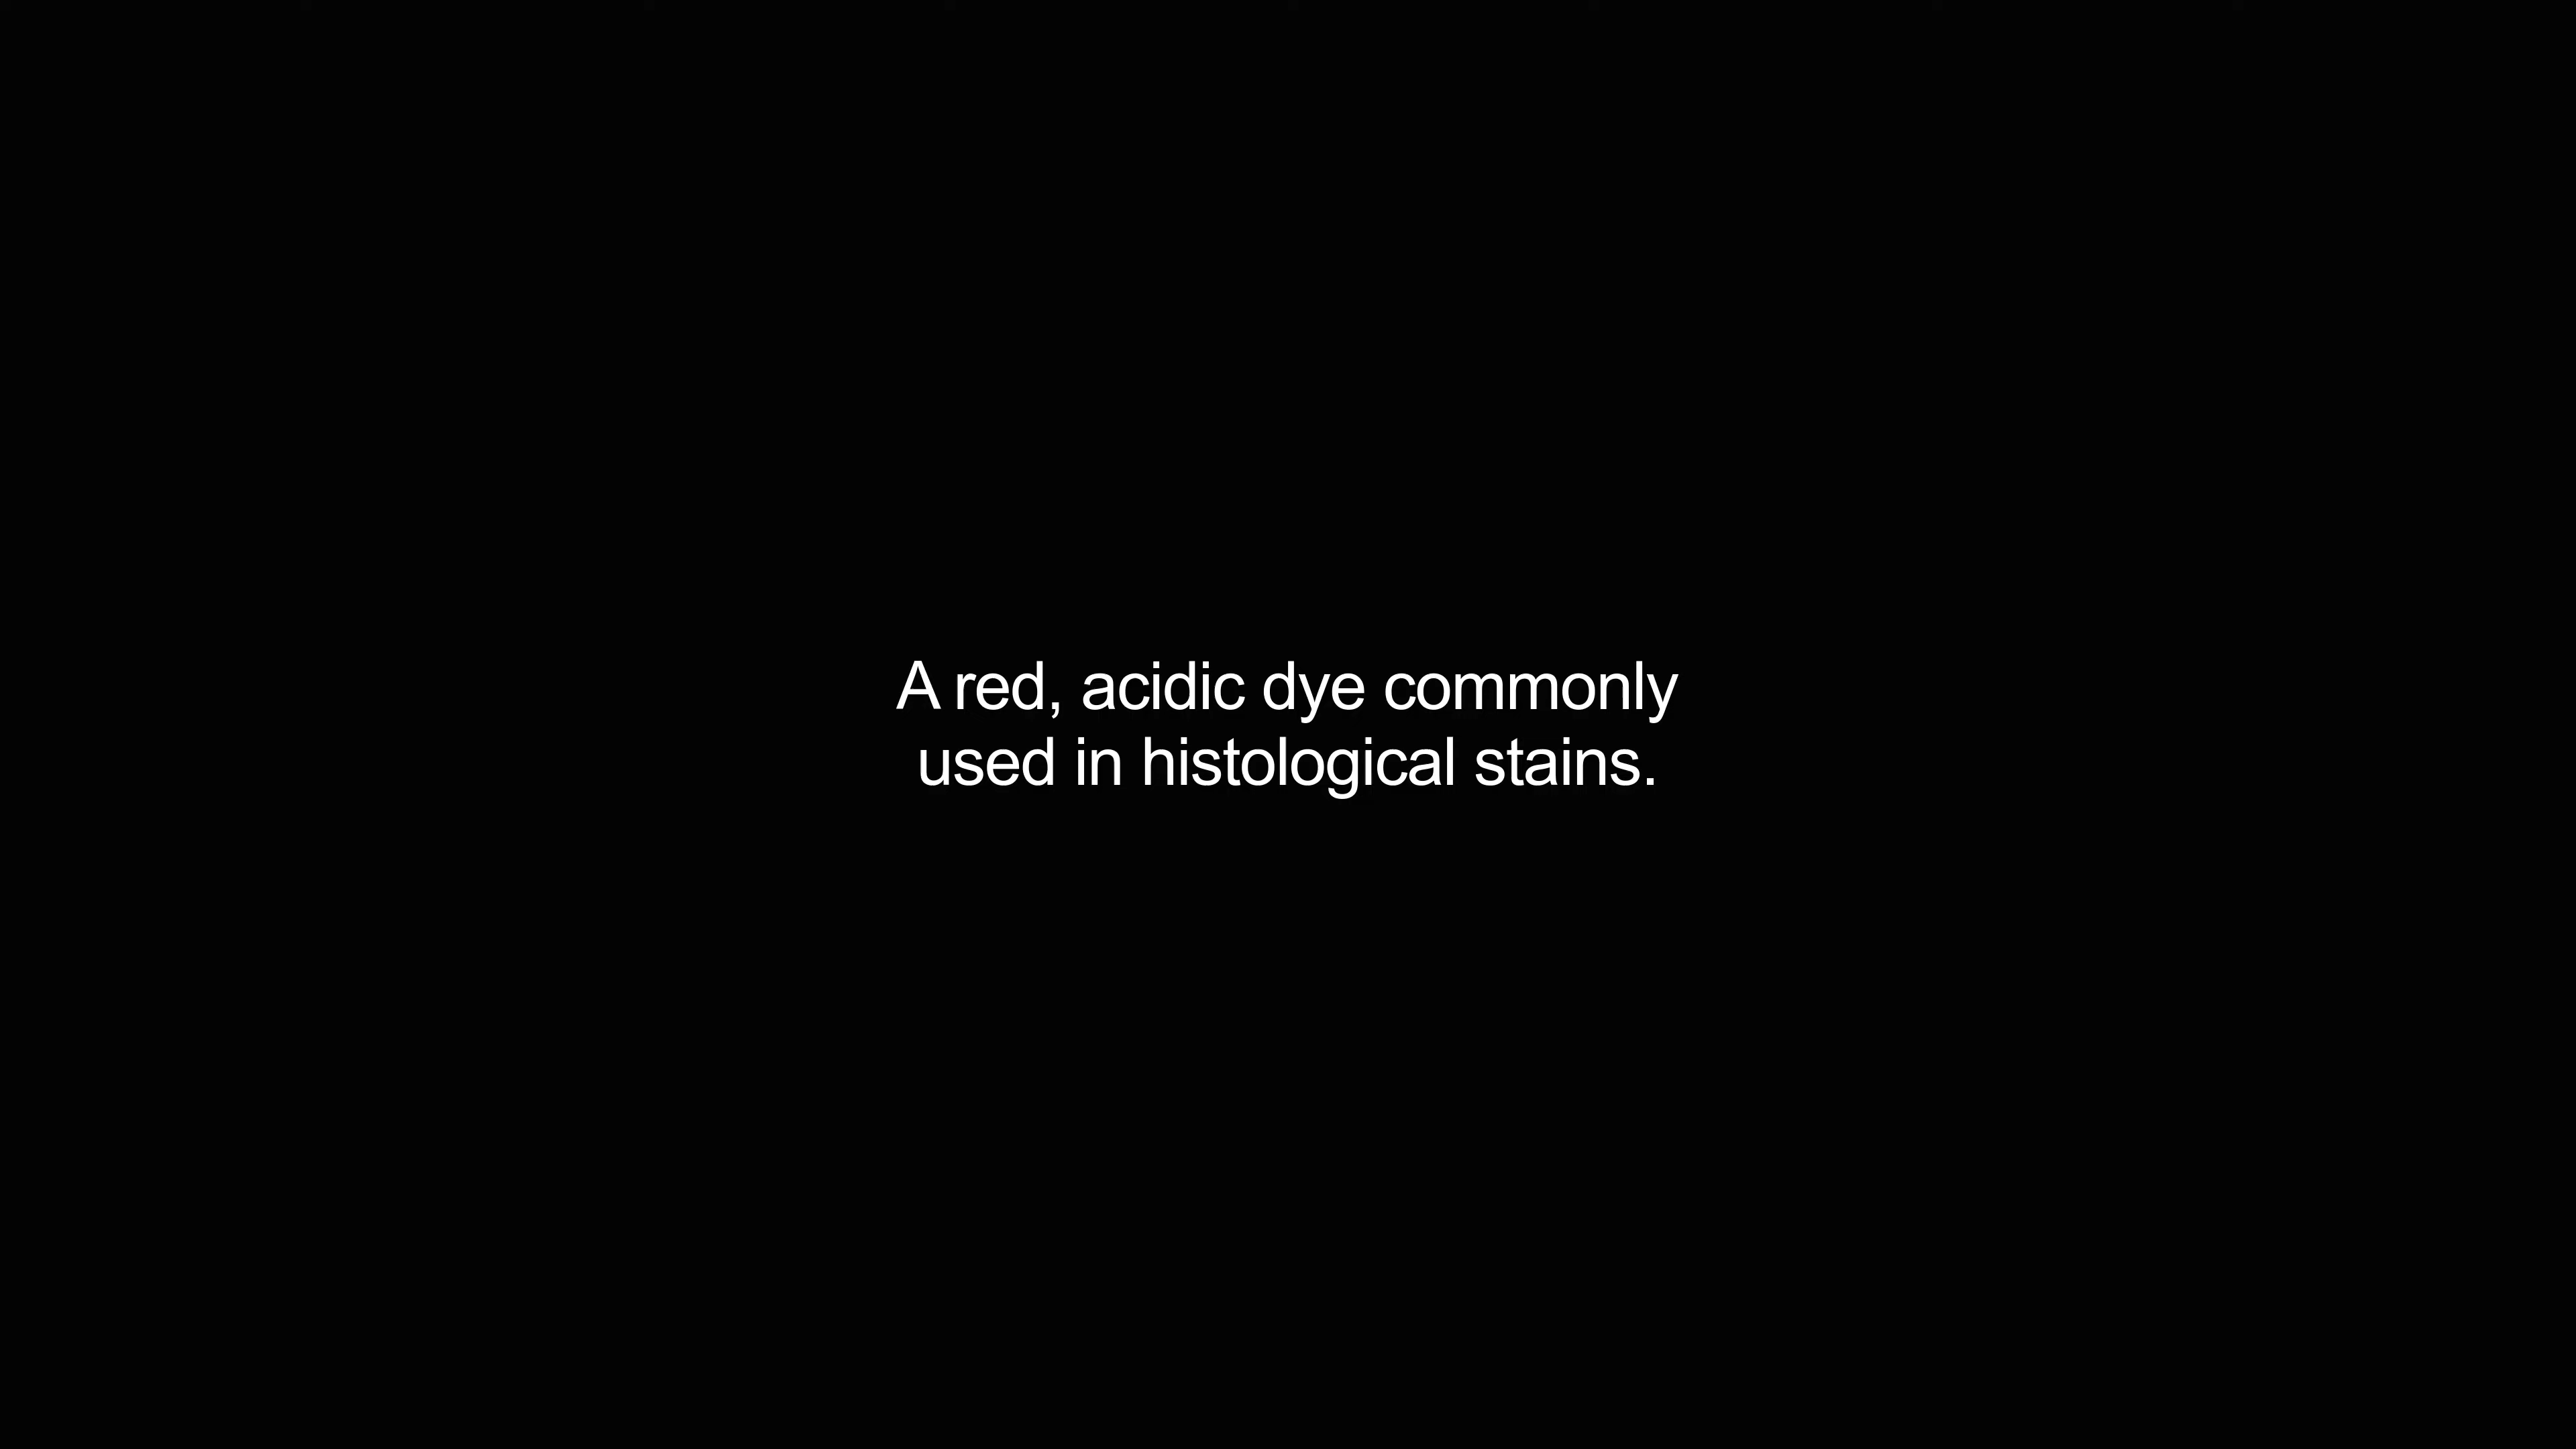 A red, acidic dye commonly
used in histological stains.